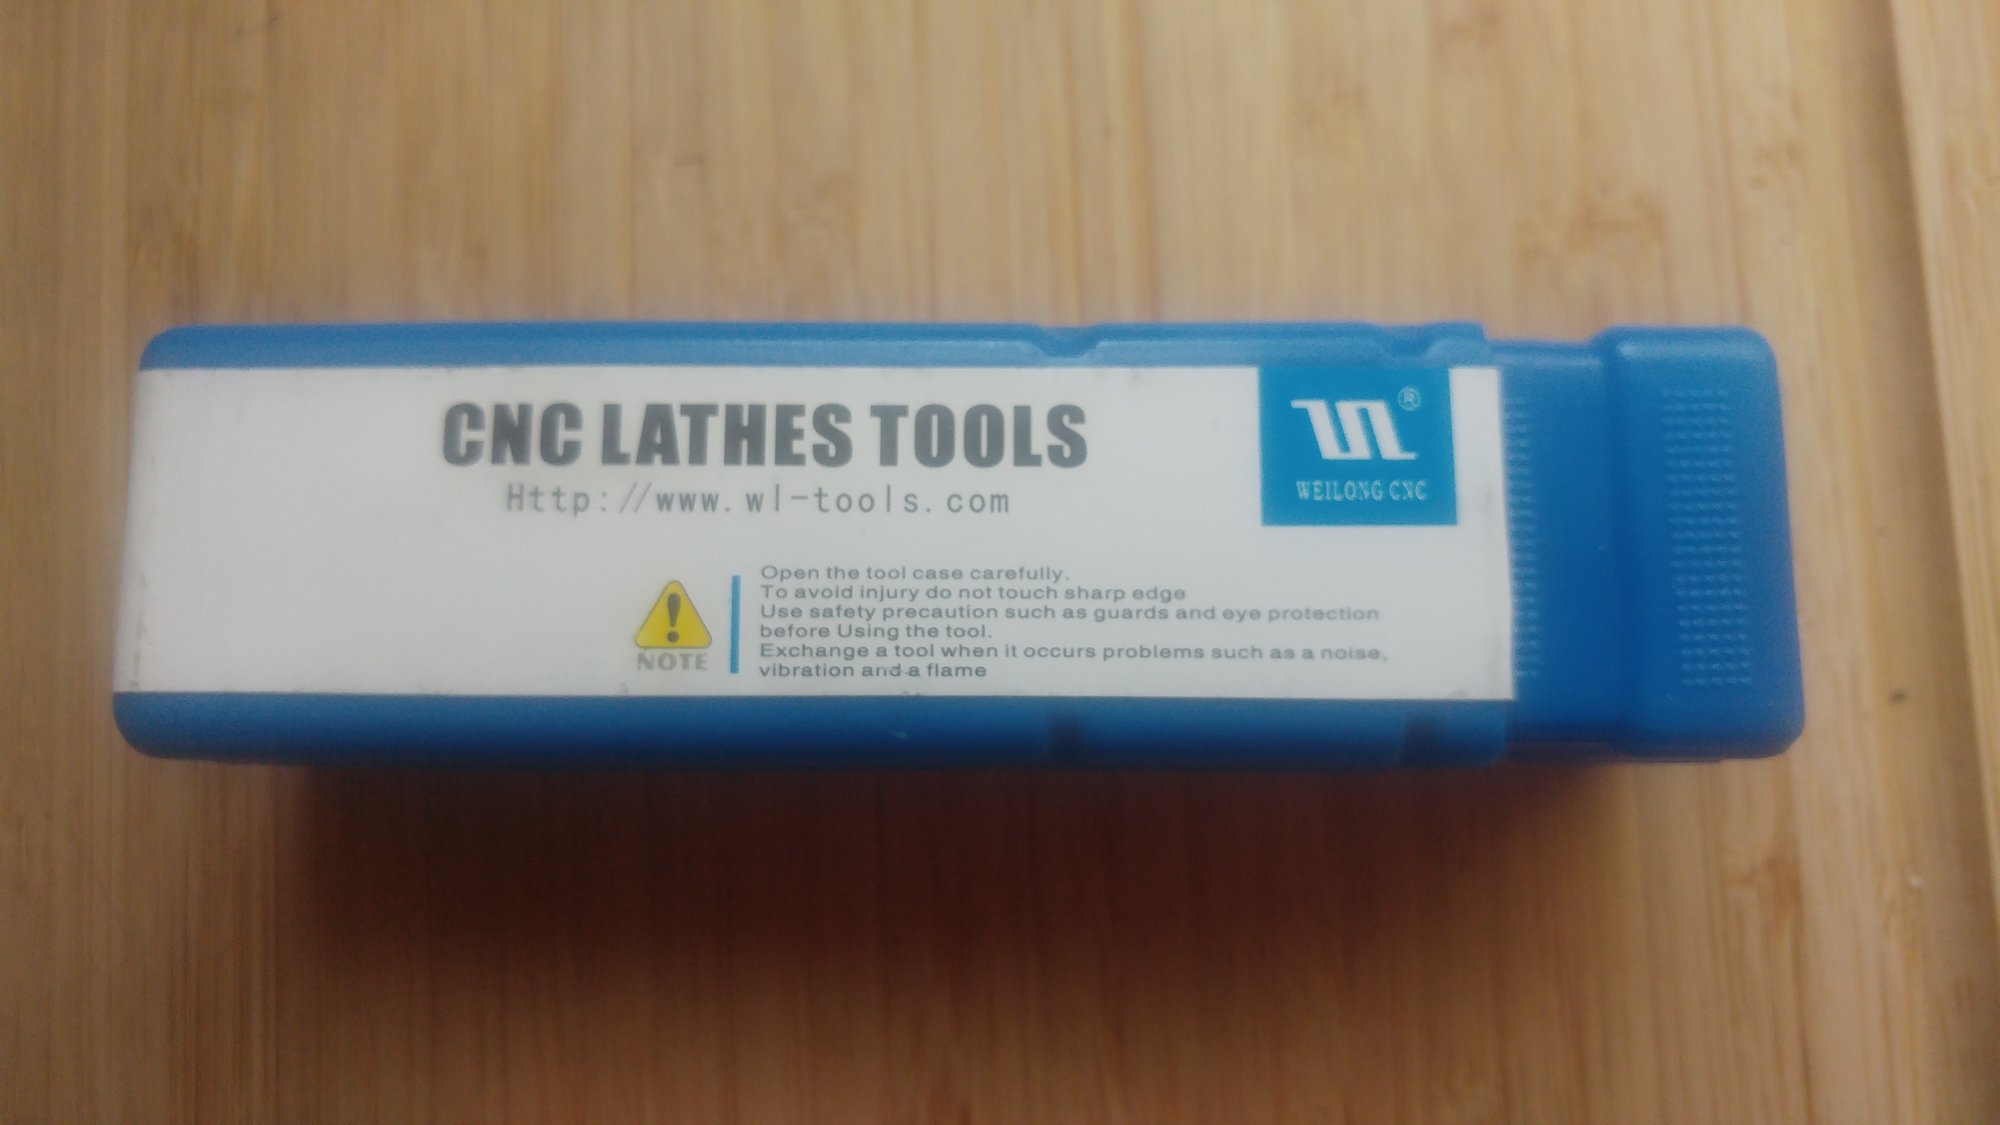 CNC LATHES TOOLS
Http://www.wl-tools.com
®
WEILONG CNC
NOTE
Open the tool case carefully.
To avoid injury do not touch sharp edge
Use safety precaution such as guards and eye protection
before Using the tool.
Exchange a tool when it occurs problems such as a noise,
vibration and a flame